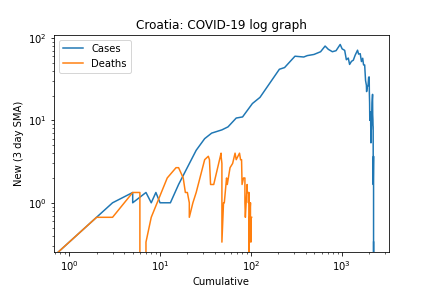 Croatia: COVID-19 log graph
Cases
Deaths
New (3 day SMA)
10²
10¹
10⁰
10⁰ 10¹ 10² 10³
Cumulative